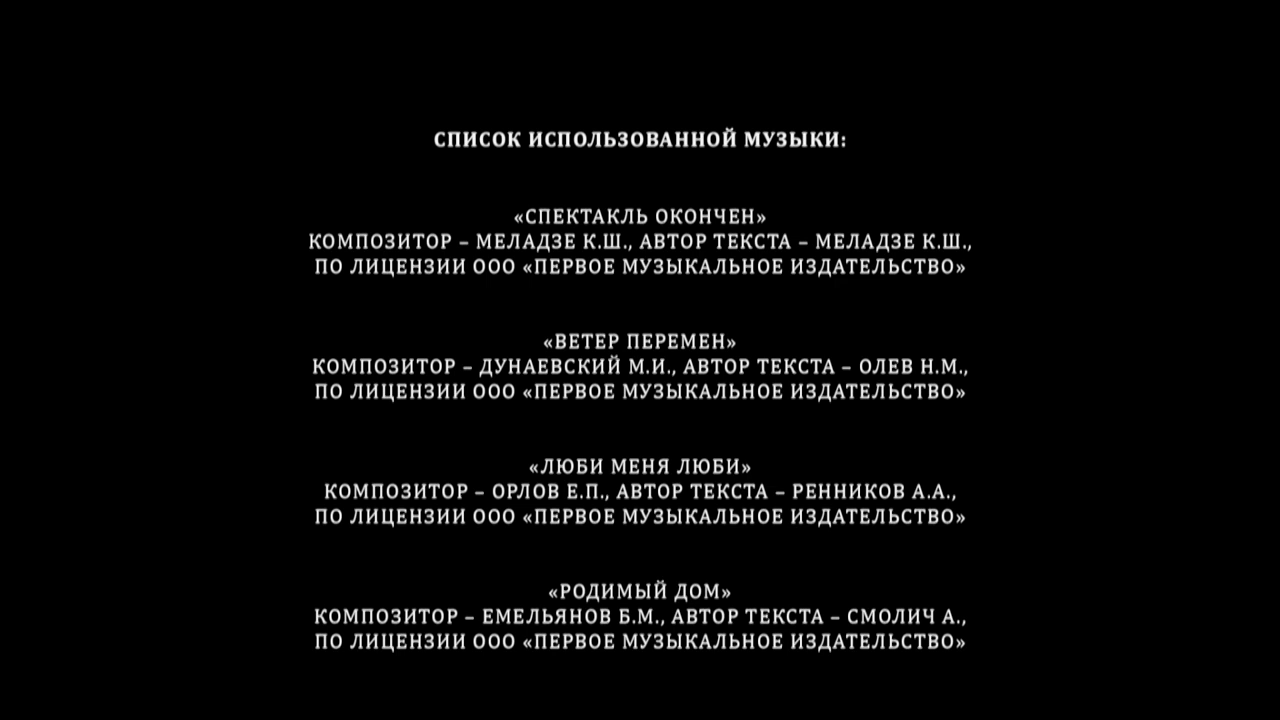 СПИСОК ИСПОЛЬЗОВАННОЙ МУЗЫКИ:
«СПЕКТАКЛЬ ОКОНЧЕН»
КОМПОЗИТОР – МЕЛАДЗЕ К.Ш., АВТОР ТЕКСТА – МЕЛАДЗЕ К.Ш.,
ПО ЛИЦЕНЗИИ ООО «ПЕРВОЕ МУЗЫКАЛЬНОЕ ИЗДАТЕЛЬСТВО»
«ВЕТЕР ПЕРЕМЕН»
КОМПОЗИТОР – ДУНАЕВСКИЙ М.И., АВТОР ТЕКСТА – ОЛЕВ Н.М.,
ПО ЛИЦЕНЗИИ ООО «ПЕРВОЕ МУЗЫКАЛЬНОЕ ИЗДАТЕЛЬСТВО»
«ЛЮБИ МЕНЯ ЛЮБИ»
КОМПОЗИТОР – ОРЛОВ Е.П., АВТОР ТЕКСТА – РЕННИКОВ А.А.,
ПО ЛИЦЕНЗИИ ООО «ПЕРВОЕ МУЗЫКАЛЬНОЕ ИЗДАТЕЛЬСТВО»
«РОДИМЫЙ ДОМ»
КОМПОЗИТОР – ЕМЕЛЬЯНОВ Б.М., АВТОР ТЕКСТА – СМОЛИЧ А.,
ПО ЛИЦЕНЗИИ ООО «ПЕРВОЕ МУЗЫКАЛЬНОЕ ИЗДАТЕЛЬСТВО»